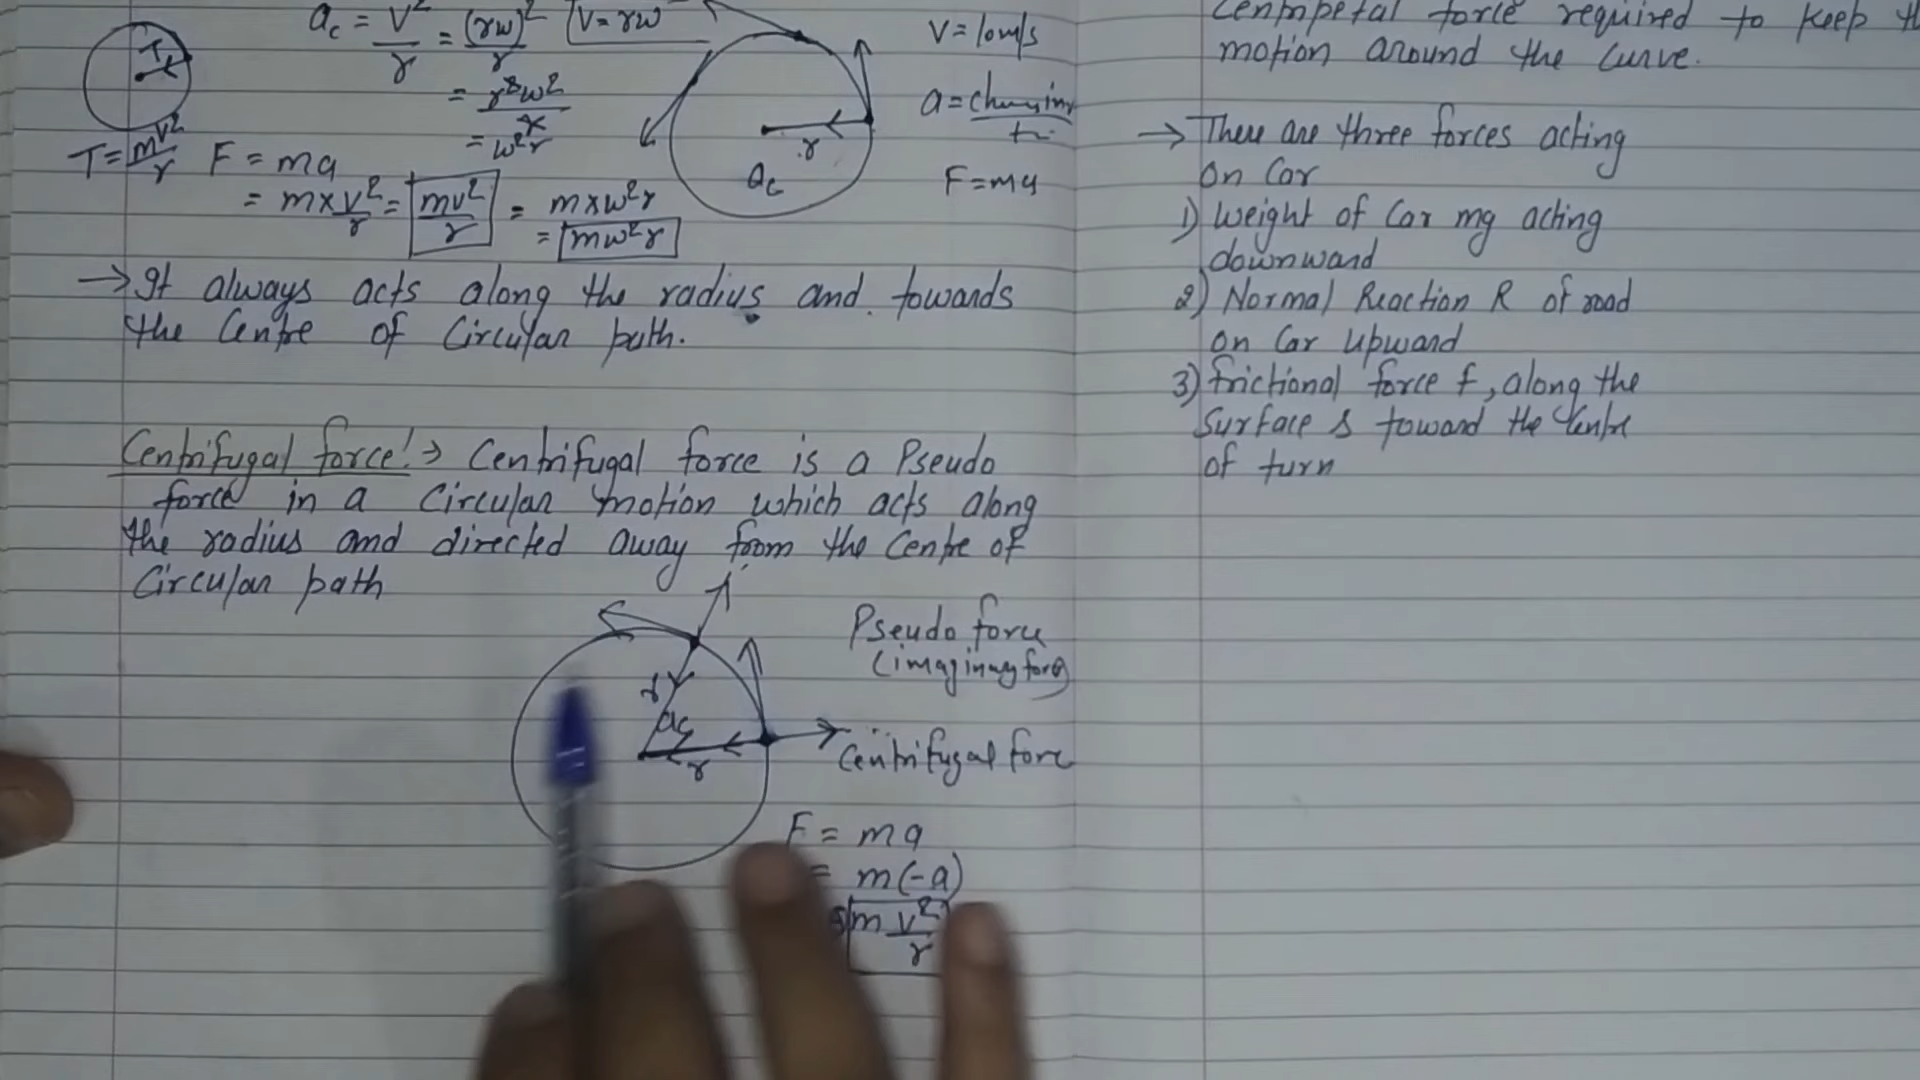 a_c = V²/r = (rω)²/r V=rω
= r²ω²/r
= ω²r
T
T = mv²/r F = ma
= m×v²/r = mv²/r = m×ω²r
= mω²r
V = 10m/s
a =
F = ma
r
a_c
→ It always acts along the radius and towards
the Centre of Circular path.
Centrifugal force :→ Centrifugal force is a Pseudo
force in a Circular motion which acts along
the radius and directed away from the Centre of
Circular path
Pseudo force
(imaginary force)
r
a_c
r
Centrifugal force
F = ma
= m(-a)
m v²/r
Centripetal force required to keep
motion around the curve.
→ There are three forces acting
on Car
1) Weight of Car mg acting
downward
2) Normal Reaction R of road
on Car Upward
3) frictional force f, along the
Surface & toward the Centre
of turn